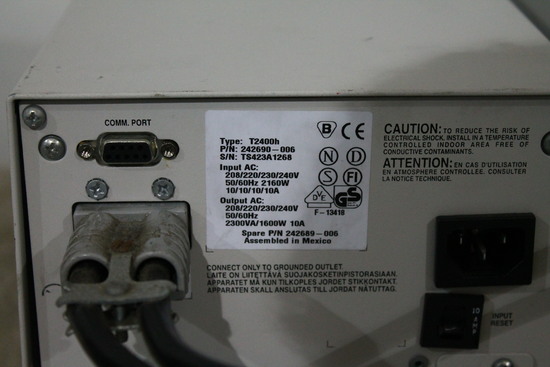 COMM. PORT
Type: T2400h
P/N: 242690-006
S/N: TS423A1268
Input AC:
208/220/230/240V
50/60Hz 2160W
10/10/10/10A
Output AC:
208/220/230/240V
50/60Hz
2300VA/1600W 10A
Spare P/N 242689-006
Assembled in Mexico
B CE
N D
S FI
VDE GS
F-13418
CAUTION: TO REDUCE THE RISK OF
ELECTRICAL SHOCK, INSTALL IN A TEMPERATURE
CONTROLLED INDOOR AREA FREE OF
CONDUCTIVE CONTAMINANTS.
ATTENTION: EN CAS D'UTILISATION
EN ATMOSPHERE CONTROLEE, CONSULTER
LA NOTICE TECHNIQUE.
CONNECT ONLY TO GROUNDED OUTLET.
LAITE ON LIITETTÄVÄ SUOJAKOSKETINPISTORASIAAN.
APPARATET MÅ KUN TILKOPLES JORDET STIKKONTAKT.
APPARATEN SKALL ANSLUTAS TILL JORDAT NÄTUTTAG.
10
AMP
INPUT
RESET